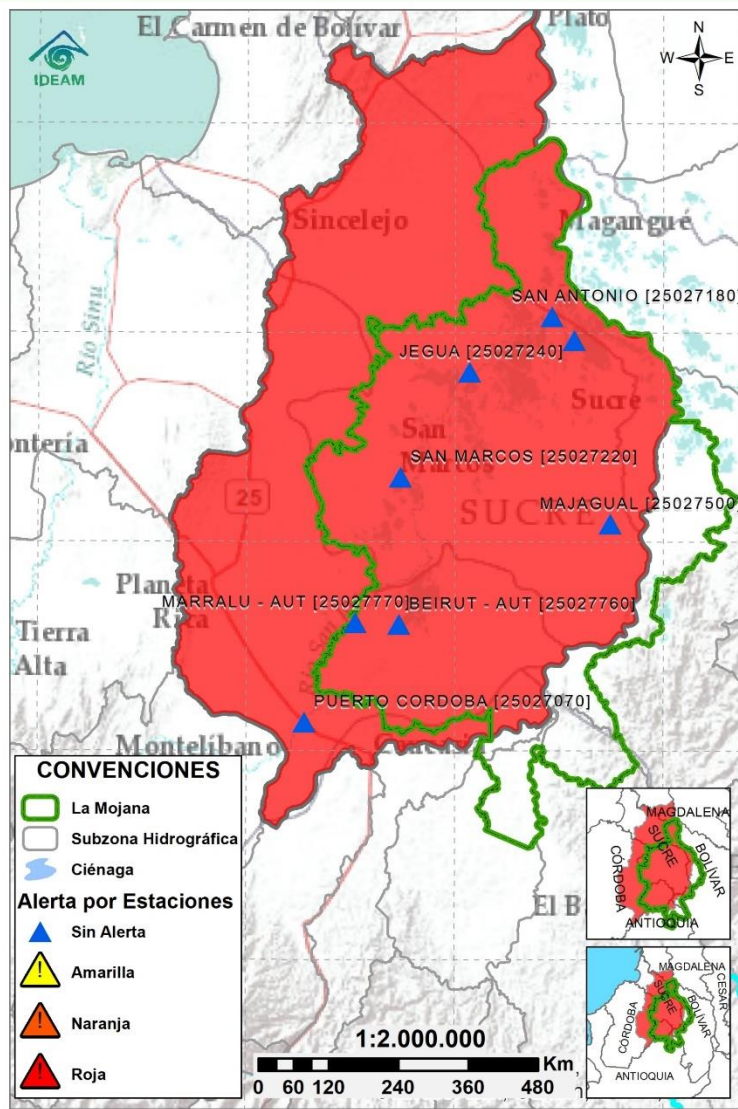 El Carmen de Bolívar
Plato
IDEAM
N
W E
S
Sincelejo
Magangué
Río Sinú
SAN ANTONIO [25027180]
JEGUA [25027240]
Sucre
San
Marcos
SAN MARCOS [25027220]
ontería
25
SUCRE
MAJAGUAL [25027500]
Planeta
Rica
MARRALU - AUT [25027770]
BEIRUT - AUT [25027760]
Tierra
Alta
Río San
PUERTO CORDOBA [25027070]
Montelíbano
El B
CONVENCIONES
La Mojana
Subzona Hidrográfica
Ciénaga
Alerta por Estaciones
Sin Alerta
! Amarilla
! Naranja
! Roja
1:2.000.000
Km
0 60 120 240 360 480
MAGDALENA
SUCRE
BOLÍVAR
CÓRDOBA
ANTIOQUIA
MAGDALENA
CESAR
SUCRE
BOLÍVAR
CÓRDOBA
ANTIOQUIA